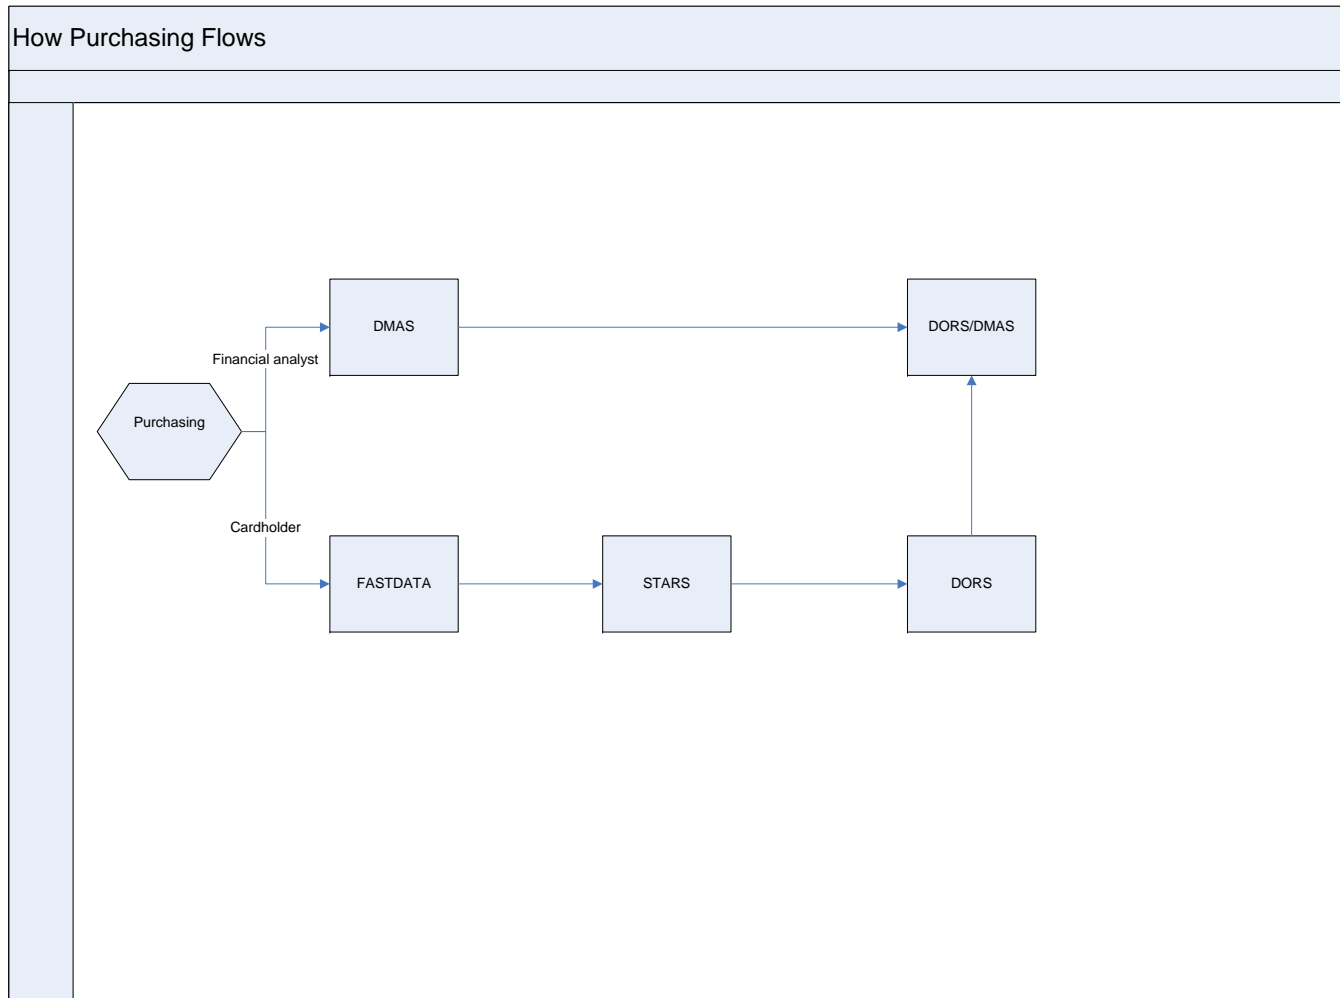 How Purchasing Flows
DMAS
DORS/DMAS
Financial analyst
Purchasing
Cardholder
FASTDATA
STARS
DORS